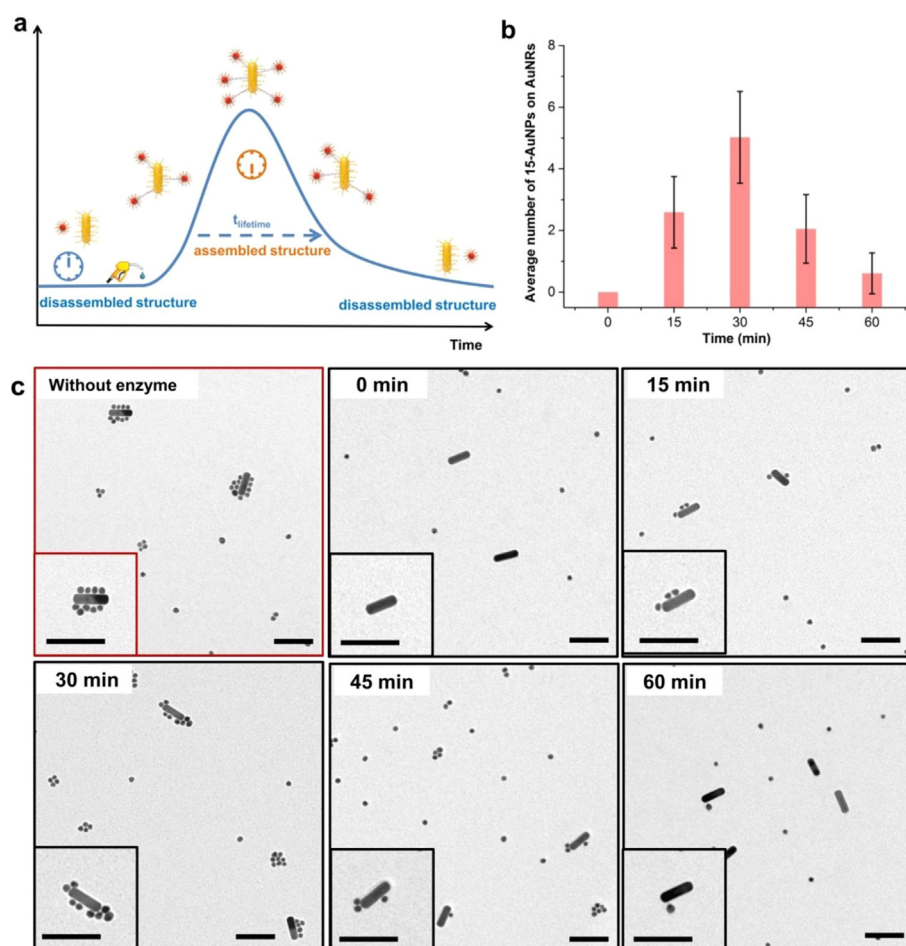 a
t lifetime
assembled structure
disassembled structure
disassembled structure
Time
b
Average number of 15-AuNPs on AuNRs
8
6
4
2
0
0 15 30 45 60
Time (min)
c
Without enzyme
0 min
15 min
30 min
45 min
60 min